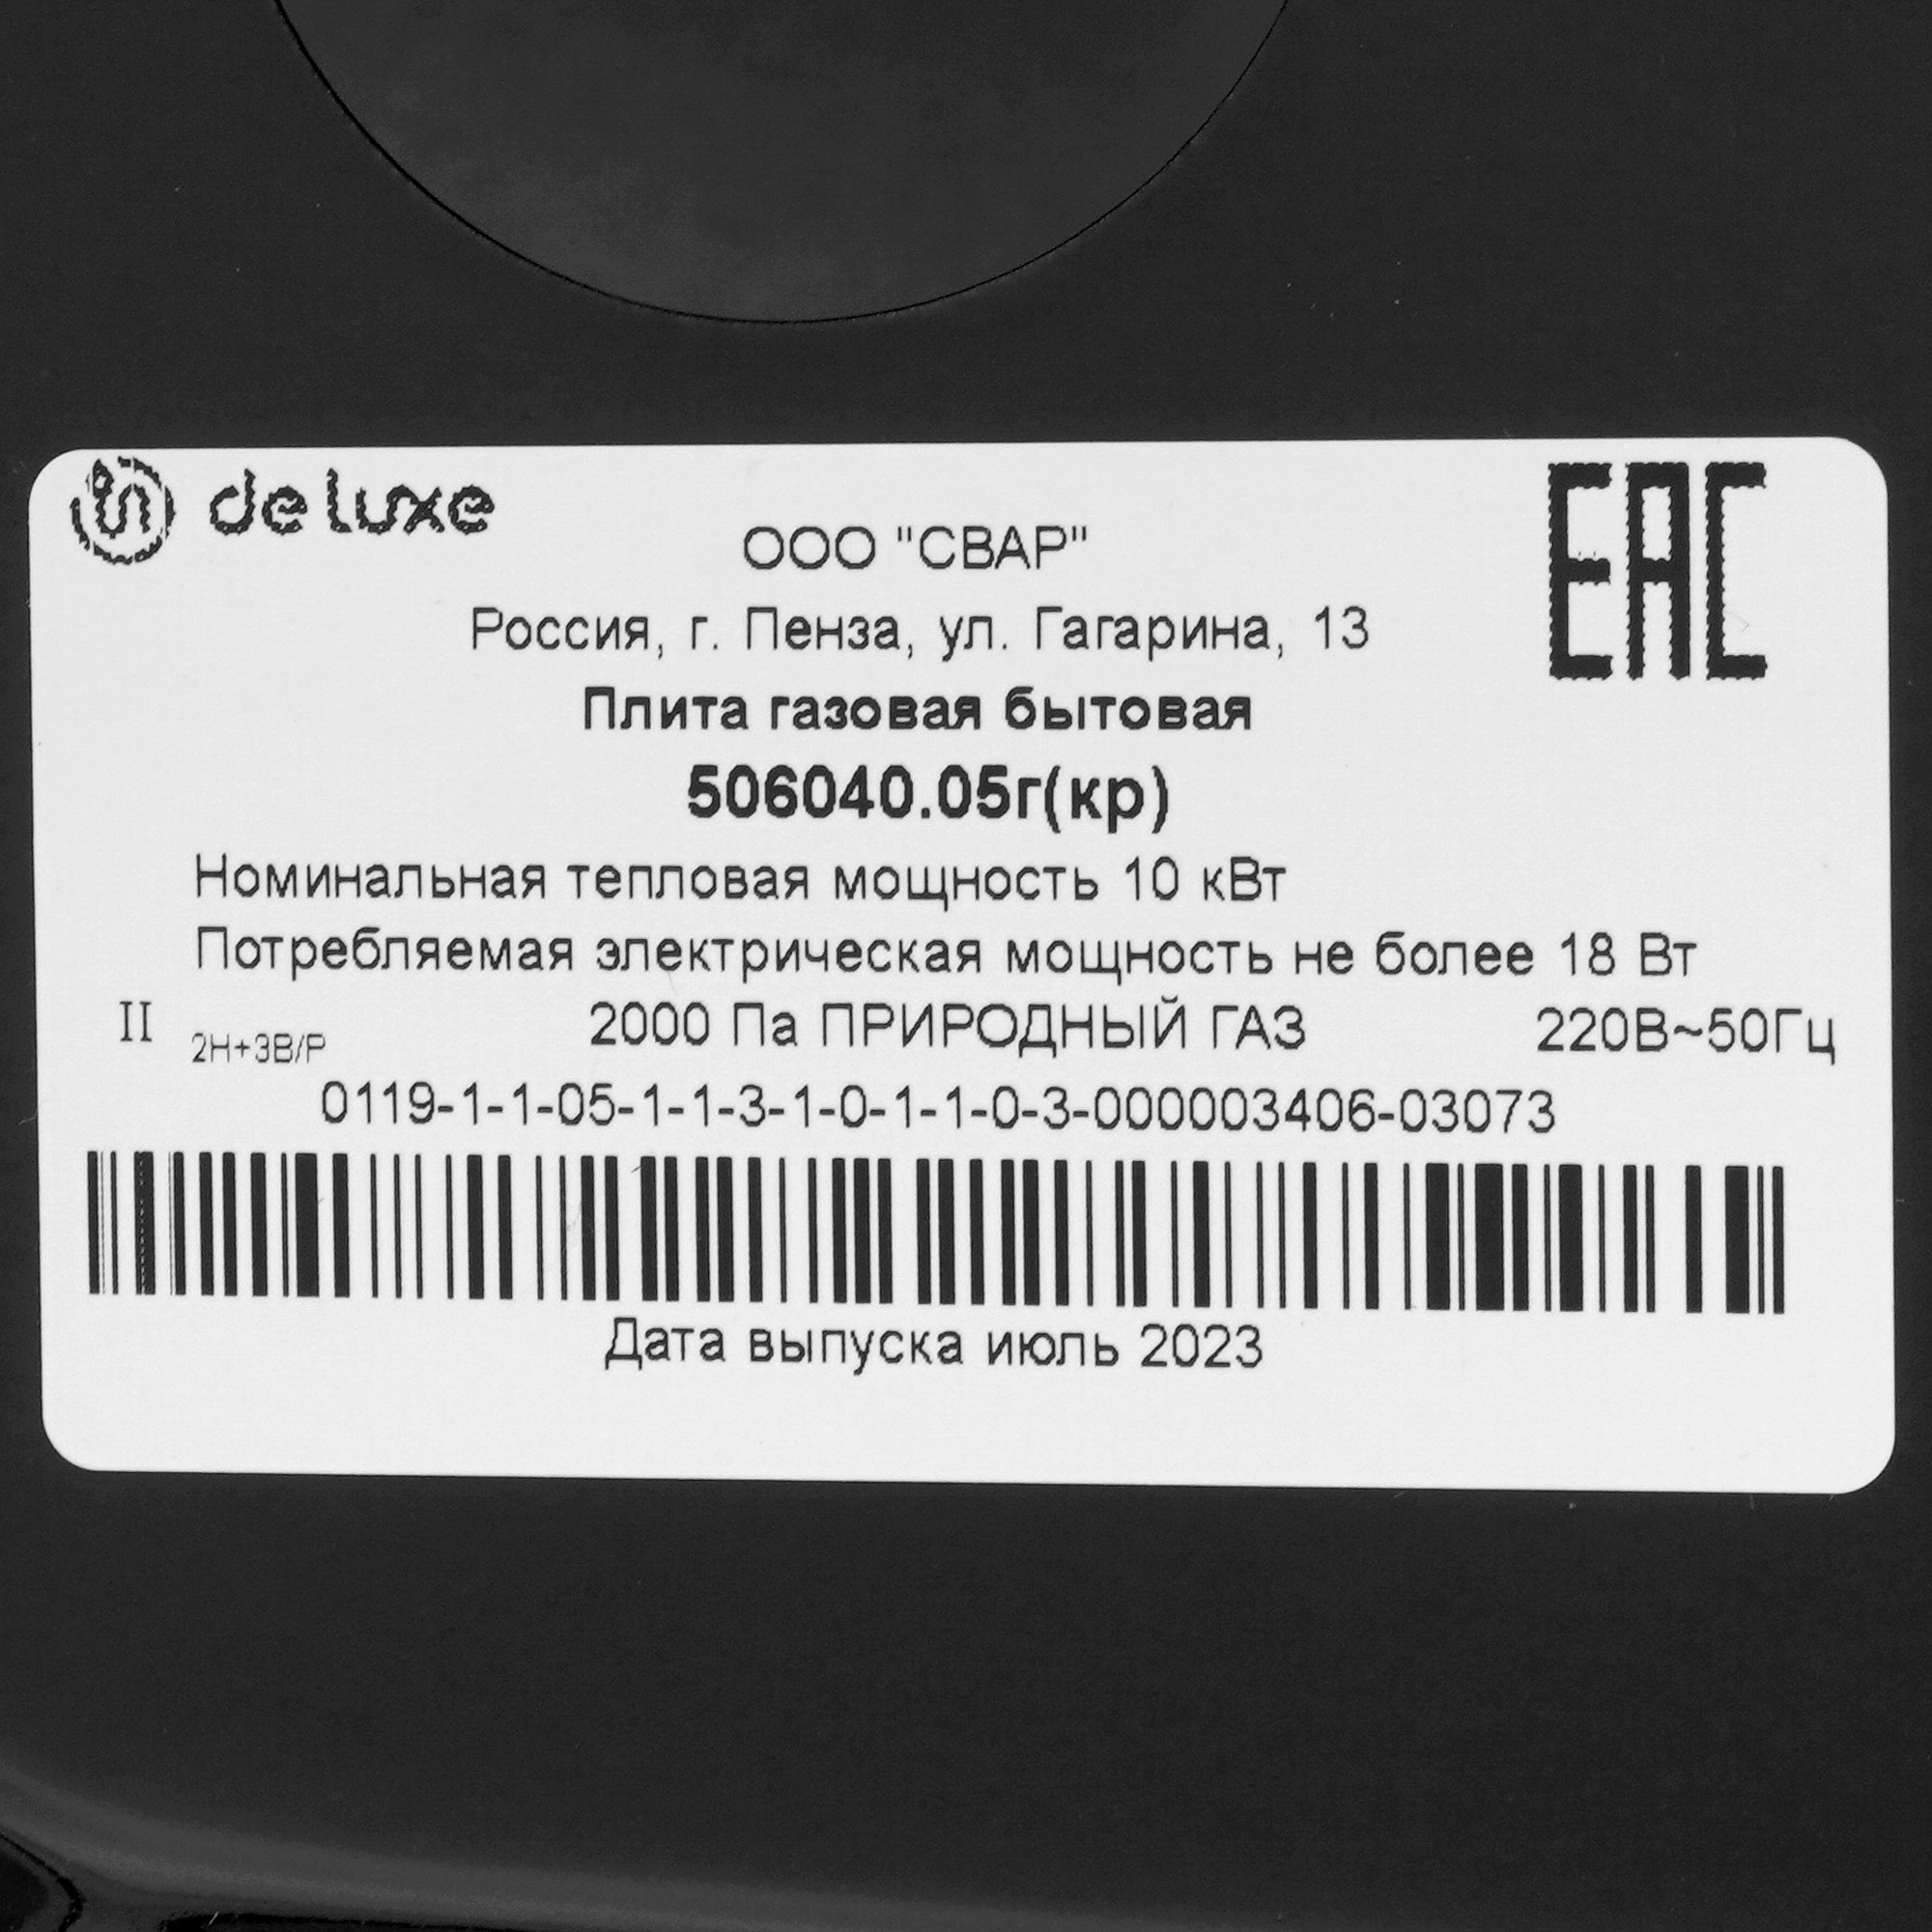 de luxe
EAC
ООО "СВАР"
Россия, г. Пенза, ул. Гагарина, 13
Плита газовая бытовая
506040.05г(кр)
Номинальная тепловая мощность 10 кВт
Потребляемая электрическая мощность не более 18 Вт
II 2H+3B/P 2000 Па ПРИРОДНЫЙ ГАЗ 220В~50Гц
0119-1-1-05-1-1-3-1-0-1-1-0-3-000003406-03073
Дата выпуска июль 2023